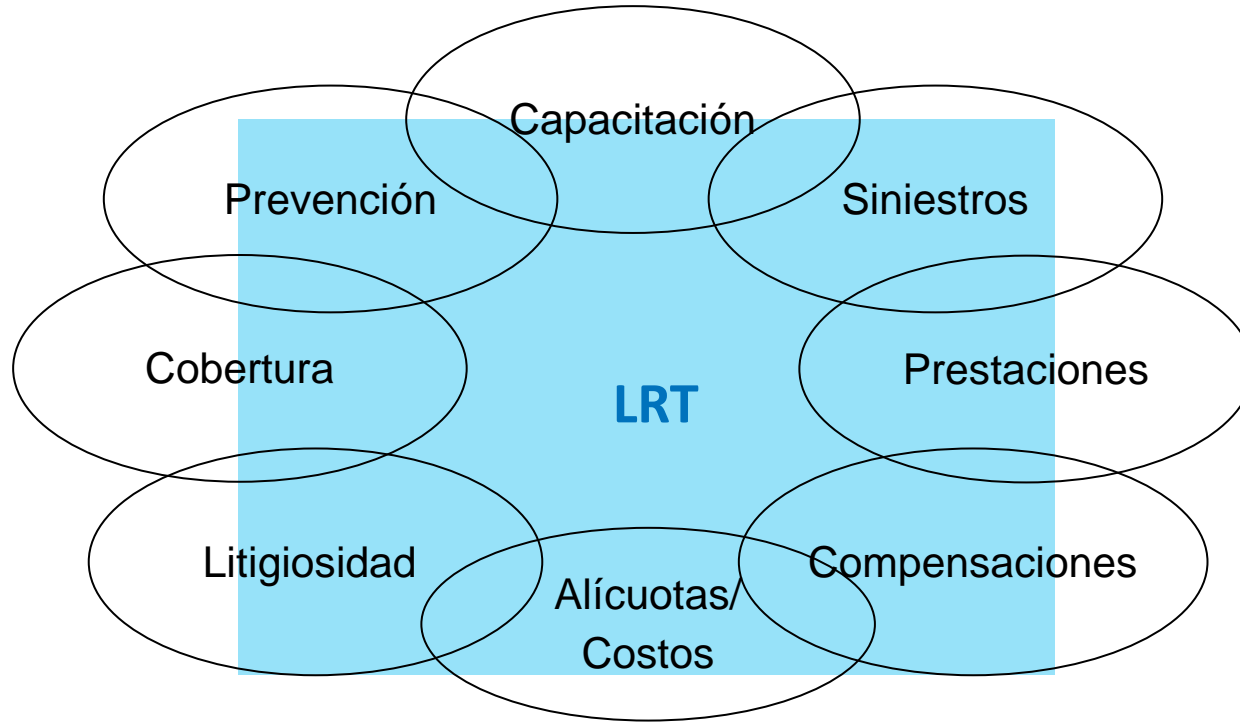 Capacitación
Prevención
Siniestros
Cobertura
Prestaciones
LRT
Litigiosidad
Compensaciones
Alícuotas/
Costos